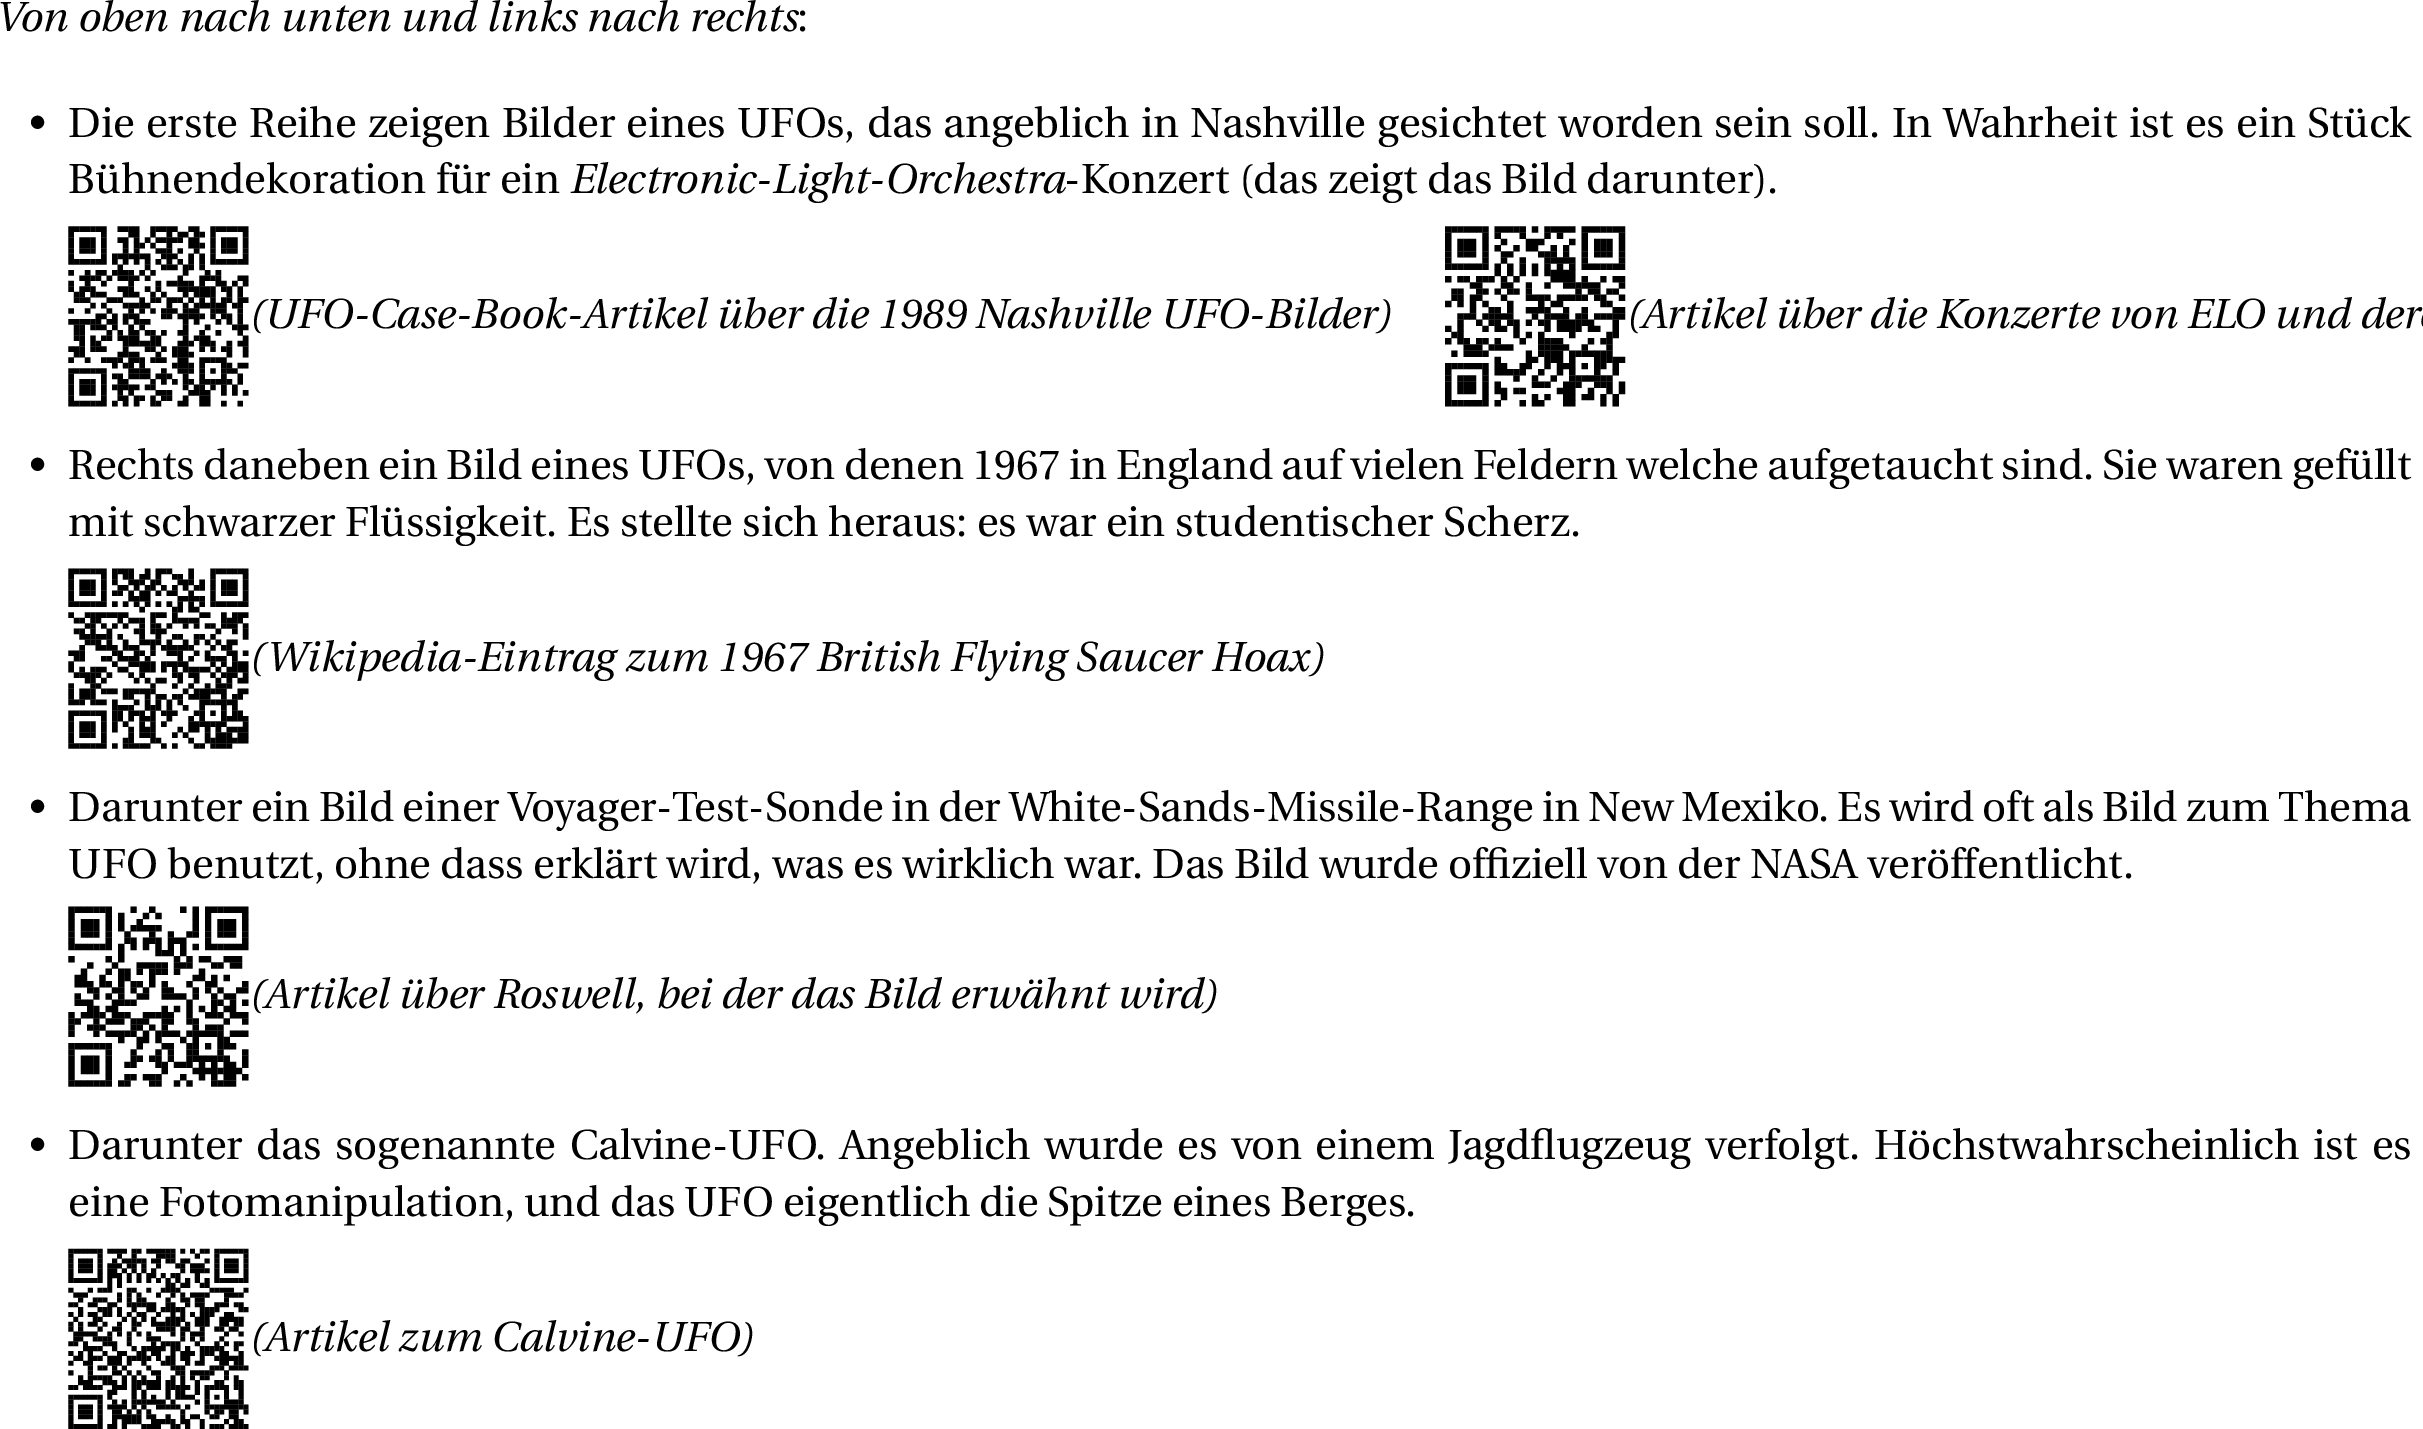 Von oben nach unten und links nach rechts:
• Die erste Reihe zeigen Bilder eines UFOs, das angeblich in Nashville gesichtet worden sein soll. In Wahrheit ist es ein Stück
Bühnendekoration für ein Electronic-Light-Orchestra-Konzert (das zeigt das Bild darunter).
(UFO-Case-Book-Artikel über die 1989 Nashville UFO-Bilder) (Artikel über die Konzerte von ELO und
• Rechts daneben ein Bild eines UFOs, von denen 1967 in England auf vielen Feldern welche aufgetaucht sind. Sie waren gefüllt
mit schwarzer Flüssigkeit. Es stellte sich heraus: es war ein studentischer Scherz.
(Wikipedia-Eintrag zum 1967 British Flying Saucer Hoax)
• Darunter ein Bild einer Voyager-Test-Sonde in der White-Sands-Missile-Range in New Mexiko. Es wird oft als Bild zum Thema
UFO benutzt, ohne dass erklärt wird, was es wirklich war. Das Bild wurde offiziell von der NASA veröffentlicht.
(Artikel über Roswell, bei der das Bild erwähnt wird)
• Darunter das sogenannte Calvine-UFO. Angeblich wurde es von einem Jagdflugzeug verfolgt. Höchstwahrscheinlich ist es
eine Fotomanipulation, und das UFO eigentlich die Spitze eines Berges.
(Artikel zum Calvine-UFO)